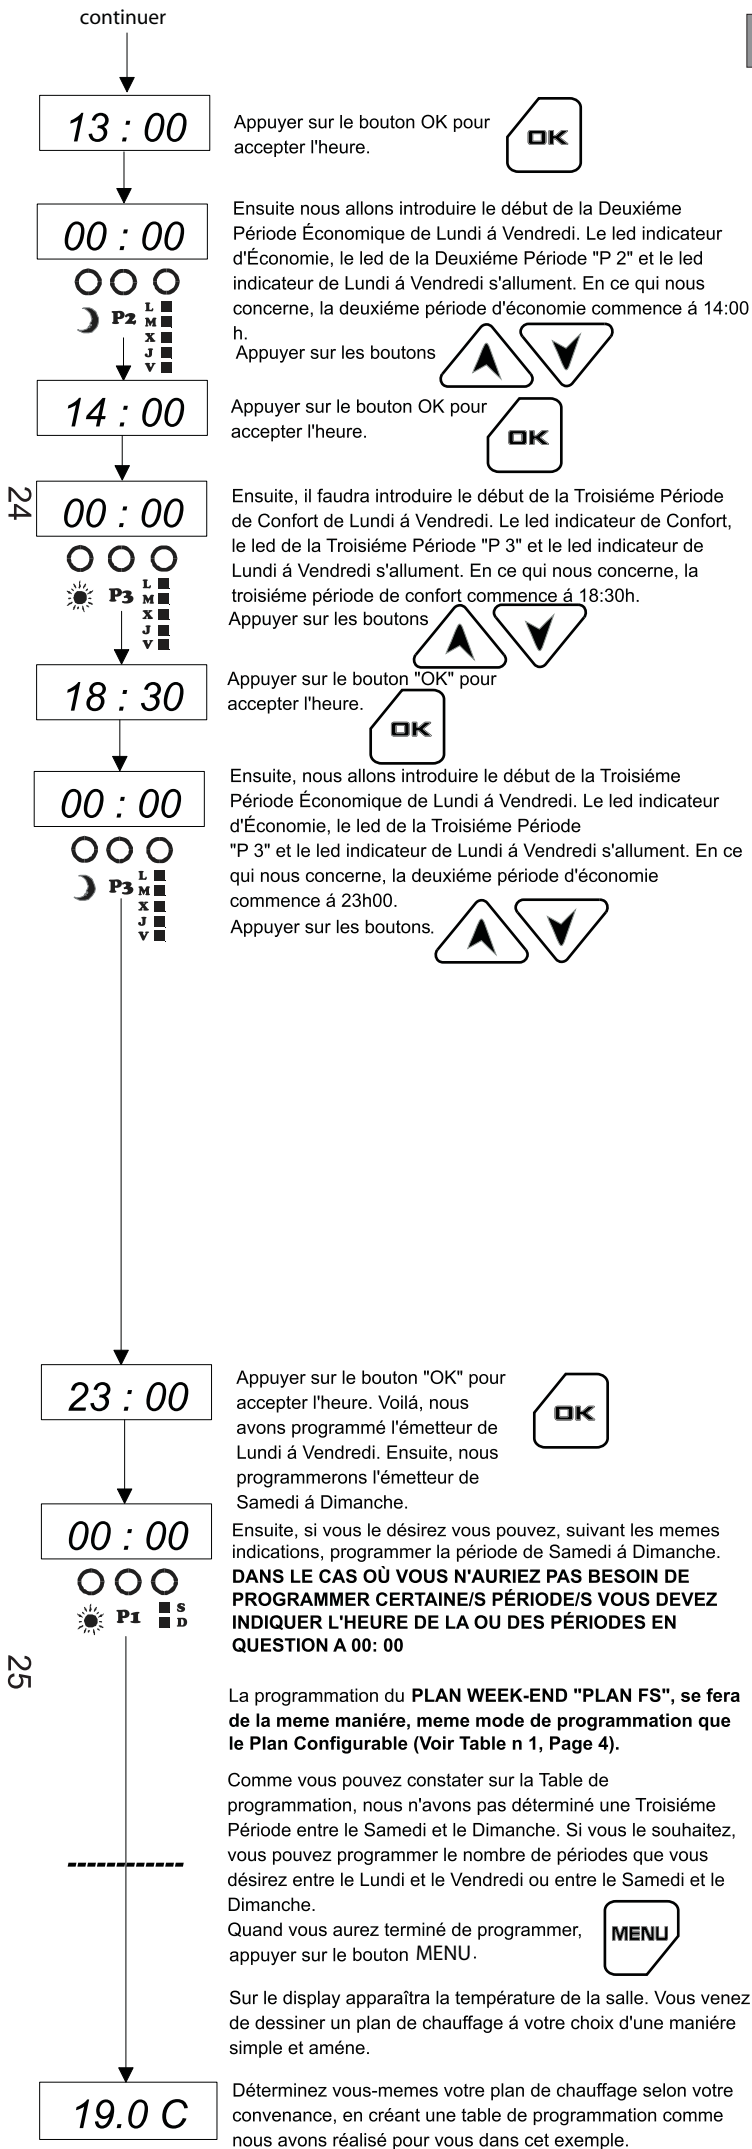 continuer
13 : 00
Appuyer sur le bouton OK pour
accepter l'heure.
OK
00 : 00
P2
L
M
X
J
V
Ensuite nous allons introduire le début de la Deuxiéme
Période Économique de Lundi á Vendredi. Le led indicateur
d'Économie, le led de la Deuxiéme Période "P 2" et le led
indicateur de Lundi á Vendredi s'allument. En ce qui nous
concerne, la deuxiéme période d'économie commence á 14:00
h.
Appuyer sur les boutons
14 : 00
Appuyer sur le bouton OK pour
accepter l'heure.
OK
24
00 : 00
P3
L
M
X
J
V
Ensuite, il faudra introduire le début de la Troisiéme Période
de Confort de Lundi á Vendredi. Le led indicateur de Confort,
le led de la Troisiéme Période "P 3" et le led indicateur de
Lundi á Vendredi s'allument. En ce qui nous concerne, la
troisiéme période de confort commence á 18:30h.
Appuyer sur les boutons
18 : 30
Appuyer sur le bouton "OK" pour
accepter l'heure.
OK
00 : 00
P3
L
M
X
J
V
Ensuite, nous allons introduire le début de la Troisiéme
Période Économique de Lundi á Vendredi. Le led indicateur
d'Économie, le led de la Troisiéme Période
"P 3" et le led indicateur de Lundi á Vendredi s'allument. En ce
qui nous concerne, la deuxiéme période d'économie
commence á 23h00.
Appuyer sur les boutons.
23 : 00
Appuyer sur le bouton "OK" pour
accepter l'heure. Voilá, nous
avons programmé l'émetteur de
Lundi á Vendredi. Ensuite, nous
programmerons l'émetteur de
Samedi á Dimanche.
OK
00 : 00
P1
S
D
Ensuite, si vous le désirez vous pouvez, suivant les memes
indications, programmer la période de Samedi á Dimanche.
DANS LE CAS OÙ VOUS N'AURIEZ PAS BESOIN DE
PROGRAMMER CERTAINE/S PÉRIODE/S VOUS DEVEZ
INDIQUER L'HEURE DE LA OU DES PÉRIODES EN
QUESTION A 00: 00
25
La programmation du PLAN WEEK-END "PLAN FS", se fera
de la meme maniére, meme mode de programmation que
le Plan Configurable (Voir Table n 1, Page 4).
Comme vous pouvez constater sur la Table de
programmation, nous n'avons pas déterminé une Troisiéme
Période entre le Samedi et le Dimanche. Si vous le souhaitez,
vous pouvez programmer le nombre de périodes que vous
désirez entre le Lundi et le Vendredi ou entre le Samedi et le
Dimanche.
Quand vous aurez terminé de programmer,
appuyer sur le bouton MENU.
MENU
Sur le display apparaîtra la température de la salle. Vous venez
de dessiner un plan de chauffage á votre choix d'une maniére
simple et améne.
19.0 C
Déterminez vous-memes votre plan de chauffage selon votre
convenance, en créant une table de programmation comme
nous avons réalisé pour vous dans cet exemple.